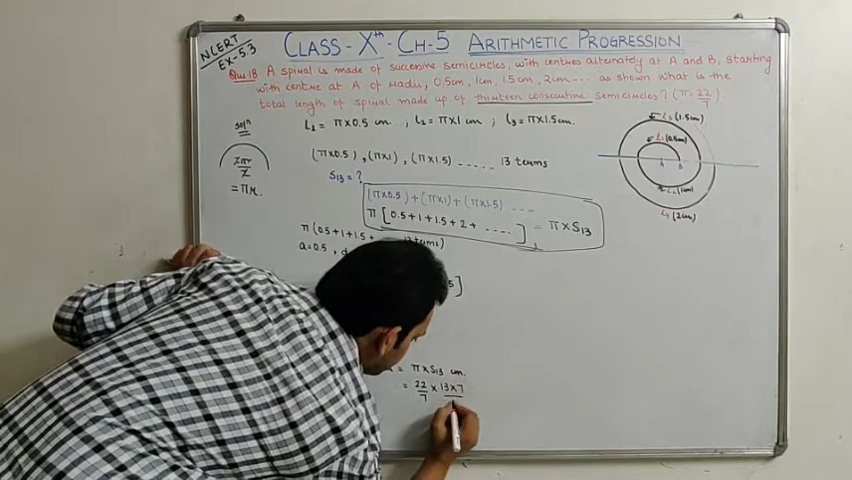 NCERT
EX-5.3
CLASS-Xth-CH-5 ARITHMETIC PROGRESSION
Que.18 A spiral is made of successive semicircles, with centres alternately at A and B, starting
with centre at A of radii, 0.5cm, 1cm, 1.5cm, 2cm--- as shown what is the
total length of spiral made up of thirteen consecutive semicircles? (π=22/7)
soln
L1 = π×0.5 cm. , L2 = π×1 cm ; L3 = π×1.5cm.
2πr/2
= πr.
(π×0.5), (π×1), (π×1.5) ..... 13 terms
S13 = ?
(π×0.5)+(π×1)+(π×1.5) ----
π[0.5+1+1.5+2+ .....] = π×S13
π(0.5+1+1.5+
a=0.5, d
5]
= π×S13 cm.
= 22/7 × 13×7
L3(1.5cm)
L1(0.5cm)
A B
L2(1cm)
L4(2cm)